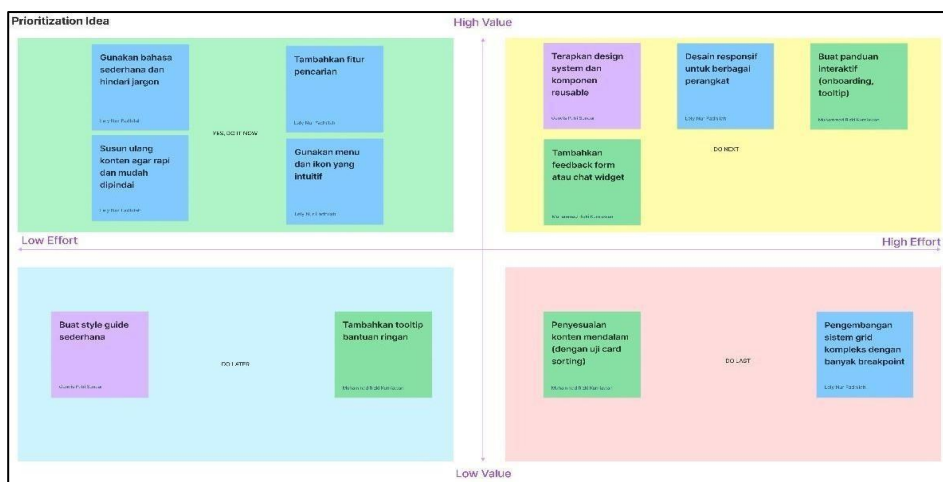 Prioritization Idea
High Value
Gunakan bahasa
sederhana dan
hindari jargon
Tambahkan fitur
pencarian
YES, DO IT NOW
Susun ulang
konten agar rapi
dan mudah
dipindai
Gunakan menu
dan ikon yang
intuitif
Terapkan design
system dan
komponen
reusable
Desain responsif
untuk berbagai
perangkat
Buat panduan
interaktif
(onboarding,
tooltip)
DO NEXT
Tambahkan
feedback form
atau chat widget
Low Effort
High Effort
Buat style guide
sederhana
DO LATER
Tambahkan tooltip
bantuan ringan
Penyesuaian
konten mendalam
(dengan uji card
sorting)
DO LAST
Pengembangan
sistem grid
kompleks dengan
banyak breakpoint
Low Value